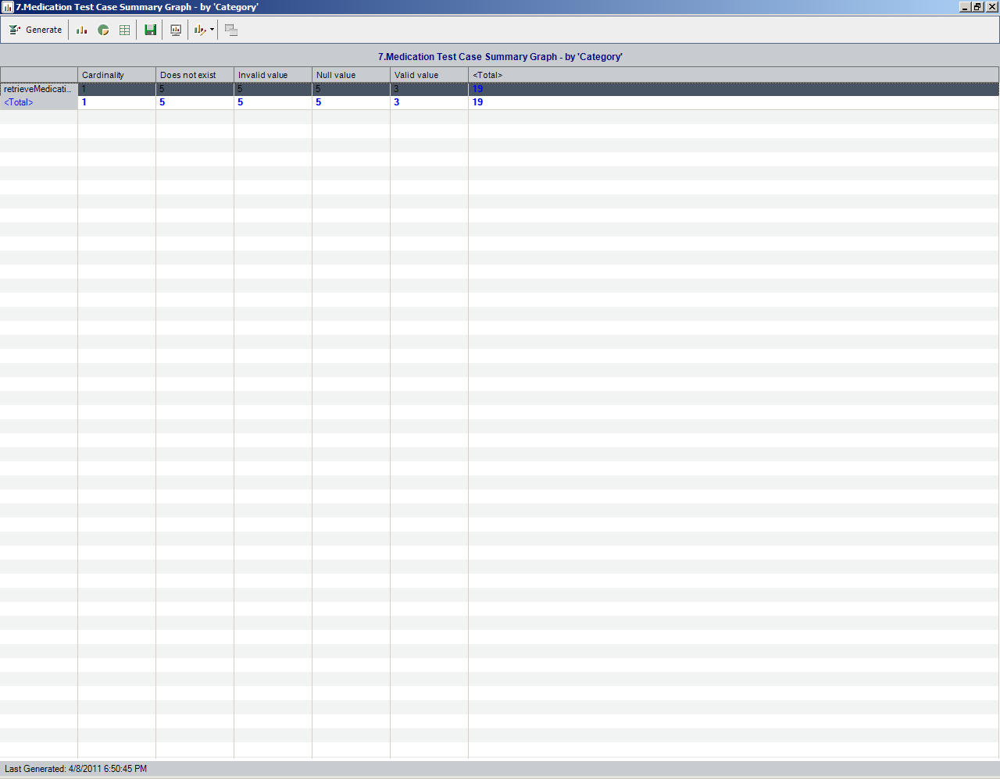 7.Medication Test Case Summary Graph - by 'Category'
Generate
7.Medication Test Case Summary Graph - by 'Category'
Cardinality Does not exist Invalid value Null value Valid value <Total>
retrieveMedicati... 1 5 5 5 3 19
<Total> 1 5 5 5 3 19
Last Generated: 4/8/2011 6:50:45 PM